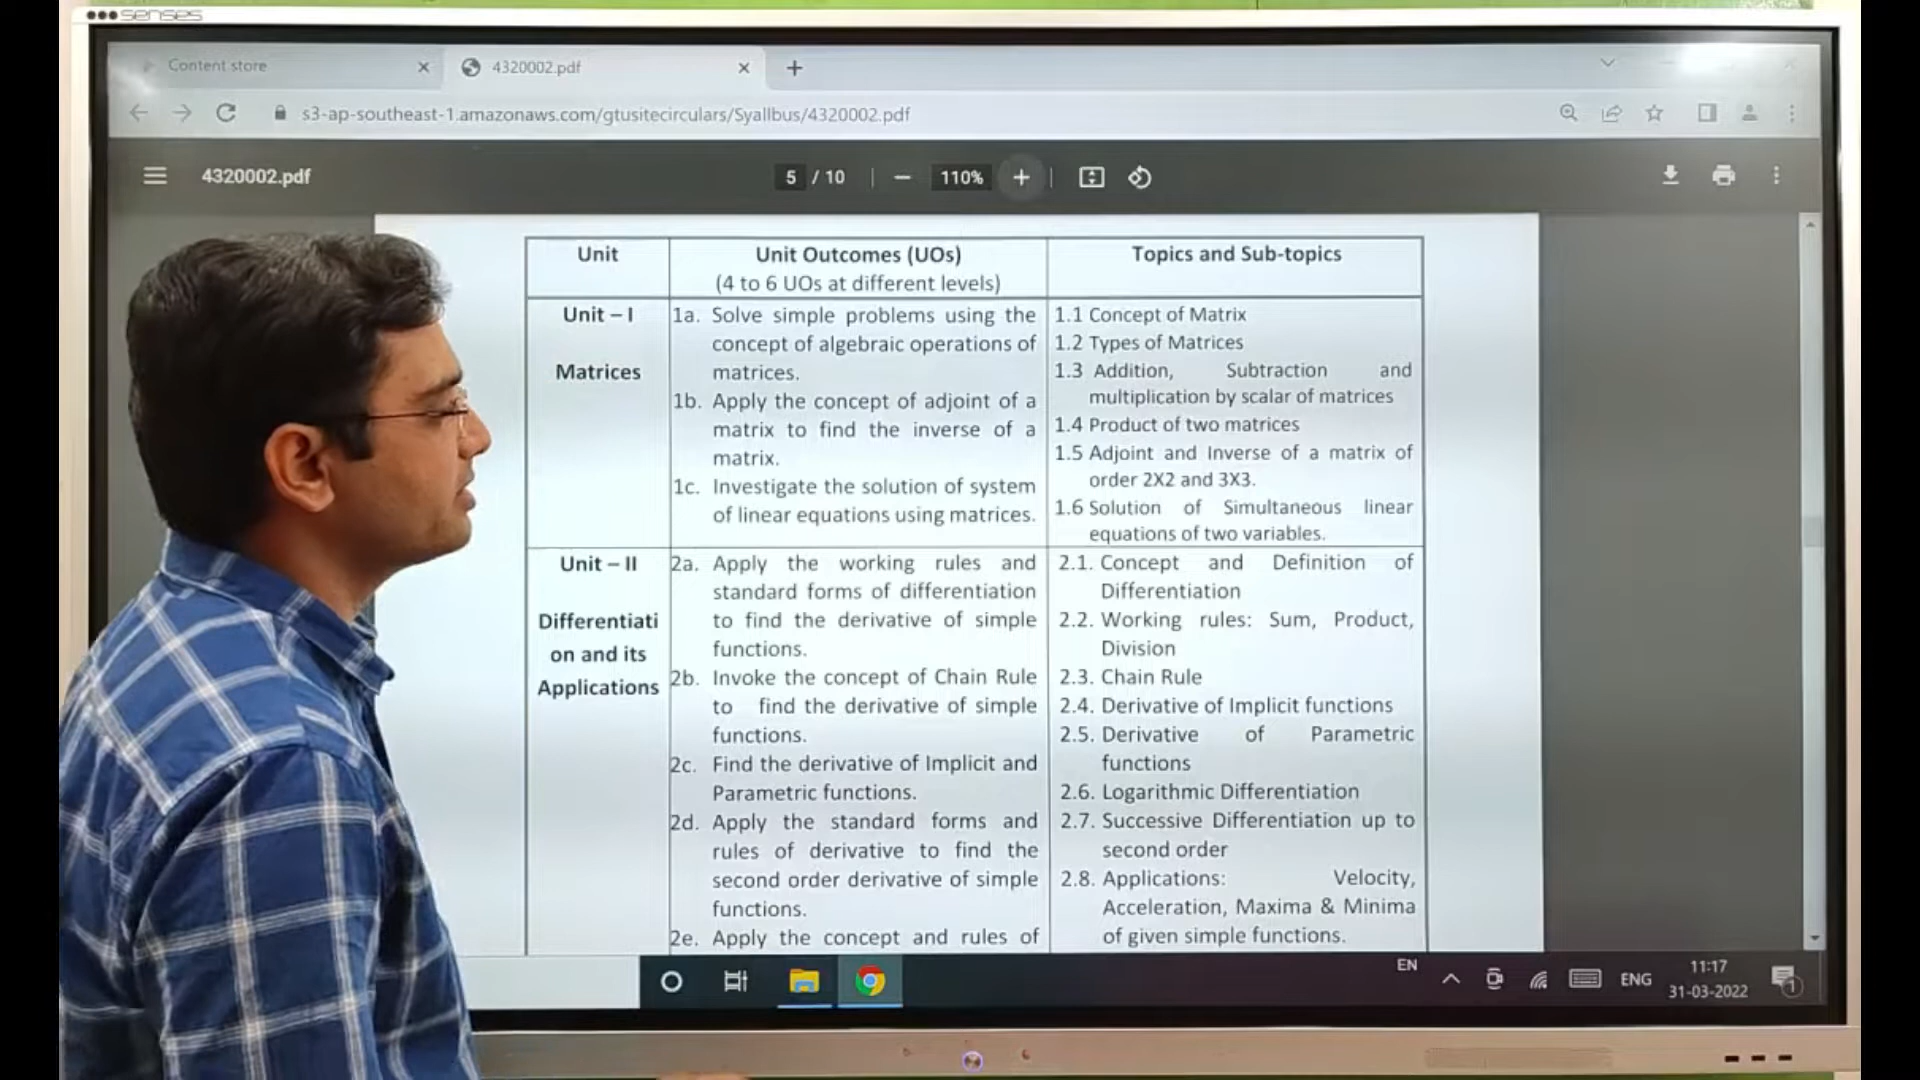 senses
Content store
4320002.pdf
s3-ap-southeast-1.amazonaws.com/gtusitecirculars/Syallbus/4320002.pdf
4320002.pdf
5 / 10
110%
Unit
Unit Outcomes (UOs)
(4 to 6 UOs at different levels)
Topics and Sub-topics
Unit – I
Matrices
1a. Solve simple problems using the
concept of algebraic operations of
matrices.
1b. Apply the concept of adjoint of a
matrix to find the inverse of a
matrix.
1c. Investigate the solution of system
of linear equations using matrices.
1.1 Concept of Matrix
1.2 Types of Matrices
1.3 Addition, Subtraction and
multiplication by scalar of matrices
1.4 Product of two matrices
1.5 Adjoint and Inverse of a matrix of
order 2X2 and 3X3.
1.6 Solution of Simultaneous linear
equations of two variables.
Unit – II
Differentiati
on and its
Applications
2a. Apply the working rules and
standard forms of differentiation
to find the derivative of simple
functions.
2b. Invoke the concept of Chain Rule
to find the derivative of simple
functions.
2c. Find the derivative of Implicit and
Parametric functions.
2d. Apply the standard forms and
rules of derivative to find the
second order derivative of simple
functions.
2e. Apply the concept and rules of
2.1. Concept and Definition of
Differentiation
2.2. Working rules: Sum, Product,
Division
2.3. Chain Rule
2.4. Derivative of Implicit functions
2.5. Derivative of Parametric
functions
2.6. Logarithmic Differentiation
2.7. Successive Differentiation up to
second order
2.8. Applications: Velocity,
Acceleration, Maxima & Minima
of given simple functions.
EN
ENG
11:17
31-03-2022
1